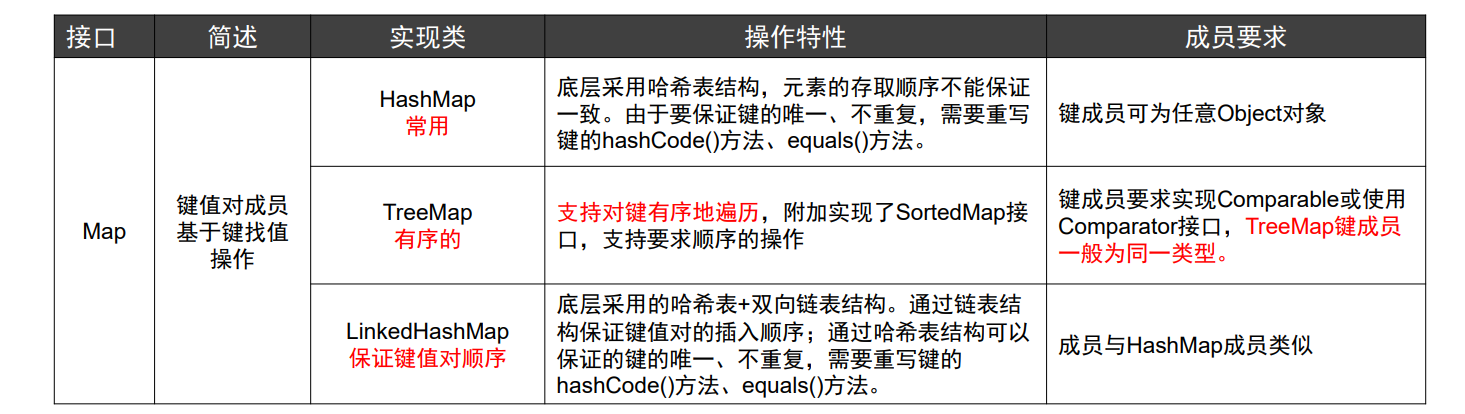 接口 简述 实现类 操作特性 成员要求
Map
键值对成员
基于键找值
操作
HashMap
常用
底层采用哈希表结构，元素的存取顺序不能保证
一致。由于要保证键的唯一、不重复，需要重写
键的hashCode()方法、equals()方法。
键成员可为任意Object对象
TreeMap
有序的
支持对键有序地遍历，附加实现了SortedMap接
口，支持要求顺序的操作
键成员要求实现Comparable或使用
Comparator接口，TreeMap键成员
一般为同一类型。
LinkedHashMap
保证键值对顺序
底层采用的哈希表+双向链表结构。通过链表结
构保证键值对的插入顺序；通过哈希表结构可以
保证的键的唯一、不重复，需要重写键的
hashCode()方法、equals()方法。
成员与HashMap成员类似